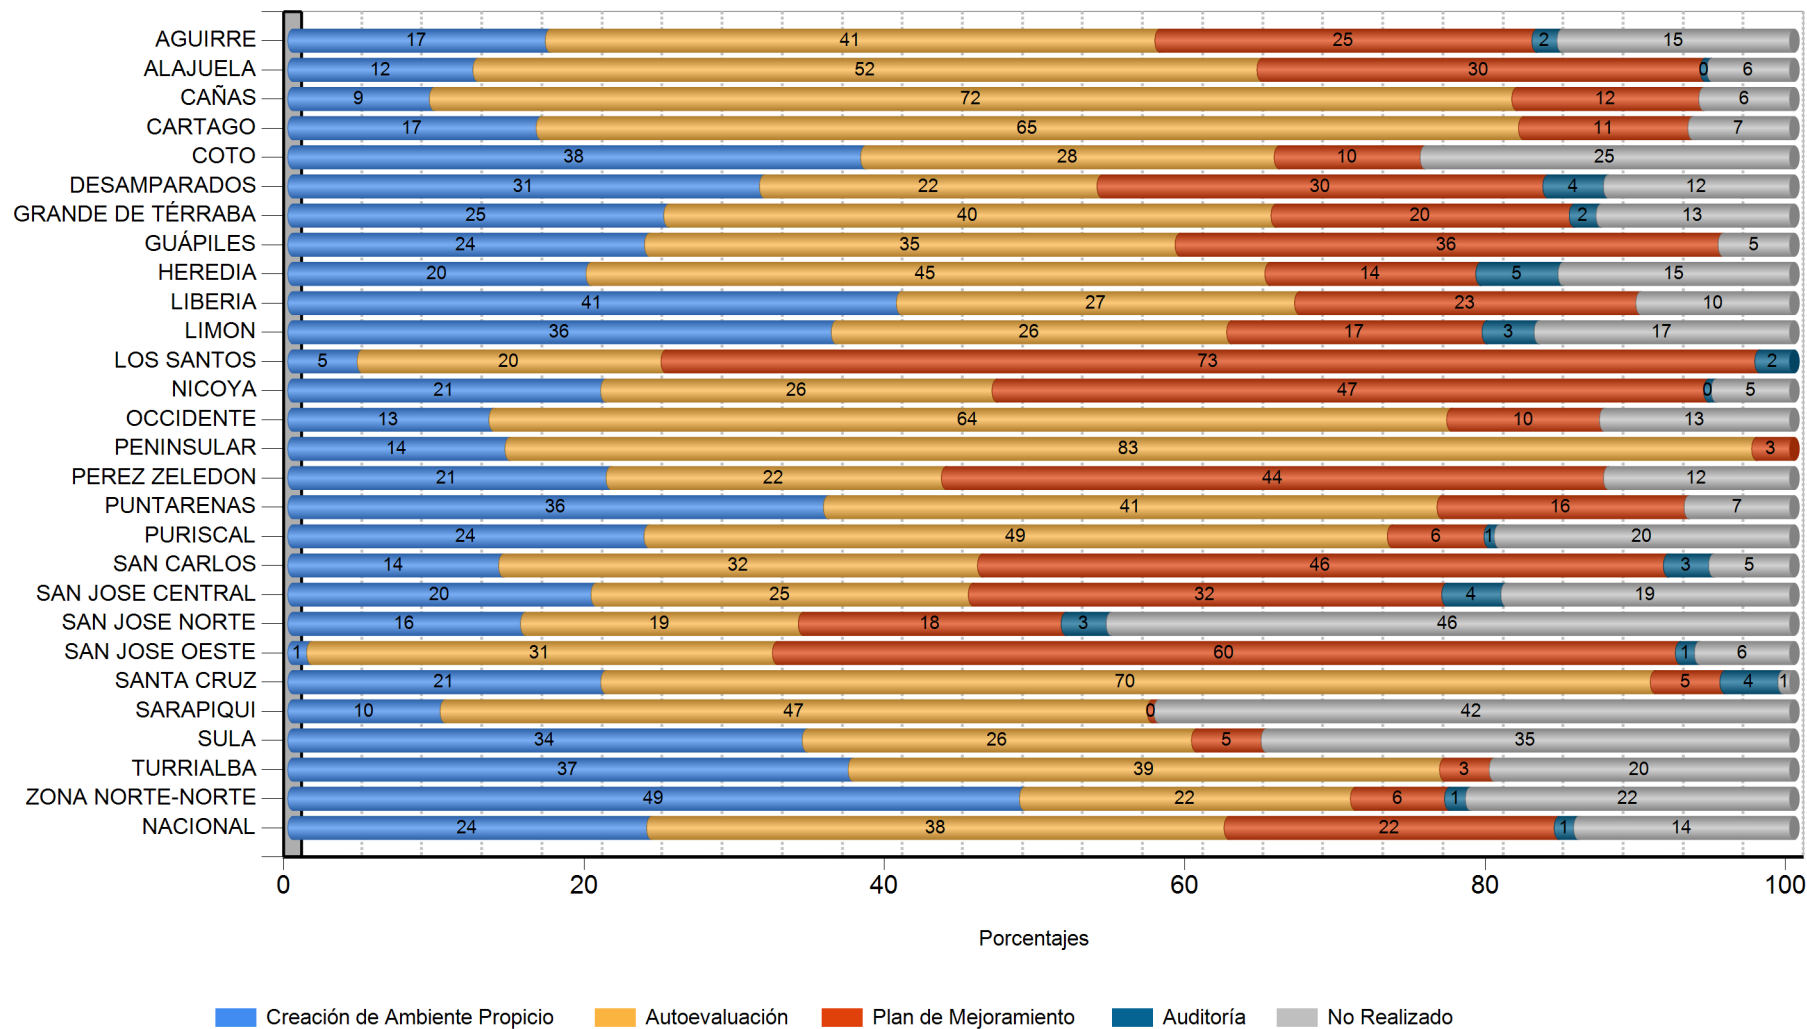 AGUIRRE 17 41 25 2 15
ALAJUELA 12 52 30 0 6
CAÑAS 9 72 12 6
CARTAGO 17 65 11 7
COTO 38 28 10 25
DESAMPARADOS 31 22 30 4 12
GRANDE DE TÉRRABA 25 40 20 2 13
GUÁPILES 24 35 36 5
HEREDIA 20 45 14 5 15
LIBERIA 41 27 23 10
LIMON 36 26 17 3 17
LOS SANTOS 5 20 73 2
NICOYA 21 26 47 0 5
OCCIDENTE 13 64 10 13
PENINSULAR 14 83 3
PEREZ ZELEDON 21 22 44 12
PUNTARENAS 36 41 16 7
PURISCAL 24 49 6 1 20
SAN CARLOS 14 32 46 3 5
SAN JOSE CENTRAL 20 25 32 4 19
SAN JOSE NORTE 16 19 18 3 46
SAN JOSE OESTE 1 31 60 1 6
SANTA CRUZ 21 70 5 4 1
SARAPIQUI 10 47 0 42
SULA 34 26 5 35
TURRIALBA 37 39 3 20
ZONA NORTE-NORTE 49 22 6 1 22
NACIONAL 24 38 22 1 14
0 20 40 60 80 100
Porcentajes
Creación de Ambiente Propicio Autoevaluación Plan de Mejoramiento Auditoría No Realizado